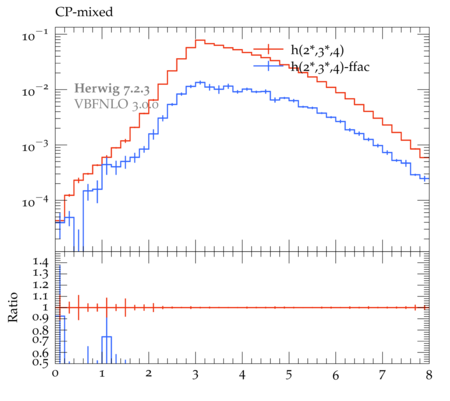 CP-mixed
10⁻¹
h(2*,3*,4)
h(2*,3*,4)-ffac
Herwig 7.2.3
VBFNLO 3.0.0
10⁻²
10⁻³
10⁻⁴
1.4
1.3
1.2
1.1
1
0.9
0.8
0.7
0.6
0.5
Ratio
0 1 2 3 4 5 6 7 8